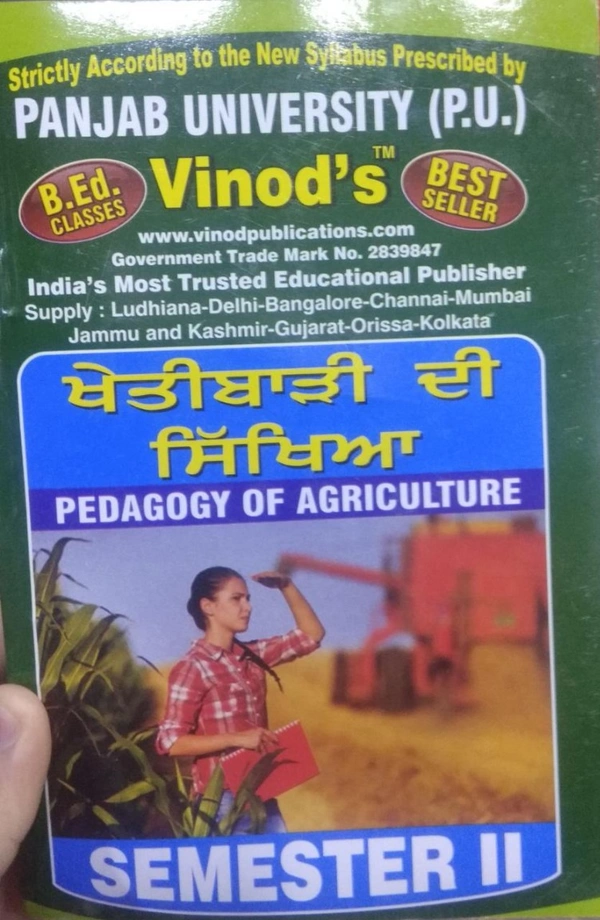 Strictly According to the New Syllabus Prescribed by
PANJAB UNIVERSITY (P.U.)
B.Ed.
CLASSES
Vinod's™
BEST
SELLER
www.vinodpublications.com
Government Trade Mark No. 2839847
India's Most Trusted Educational Publisher
Supply : Ludhiana-Delhi-Bangalore-Channai-Mumbai
Jammu and Kashmir-Gujarat-Orissa-Kolkata
ਖੇਤੀਬਾੜੀ ਦੀ
ਸਿੱਖਿਆ
PEDAGOGY OF AGRICULTURE
SEMESTER II